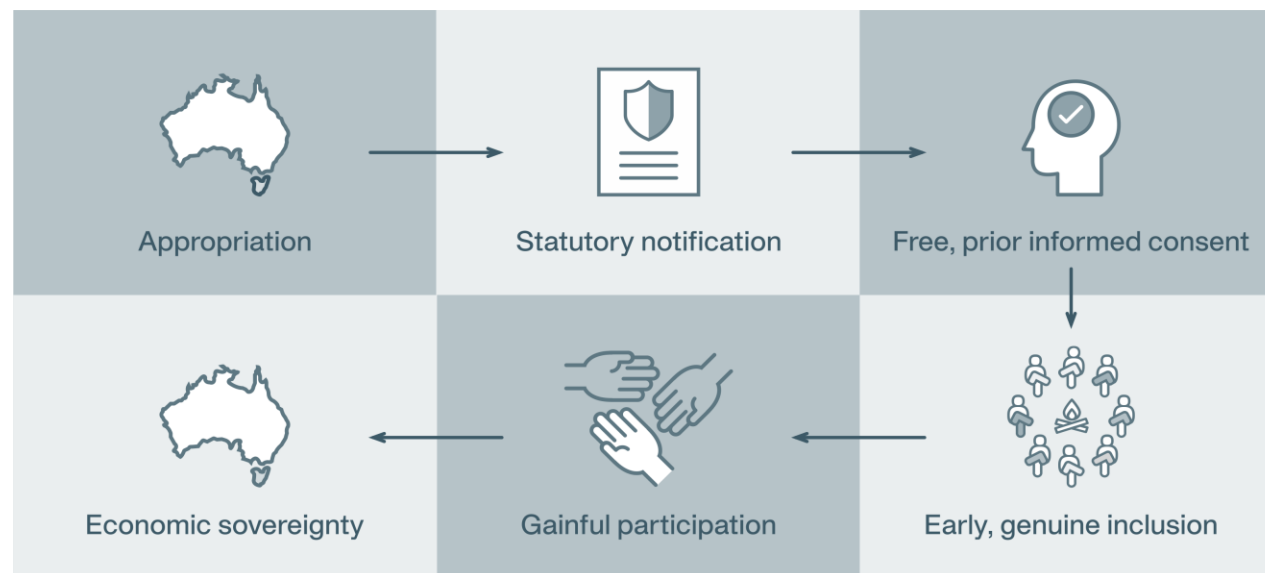 Appropriation
Statutory notification
Free, prior informed consent
Economic sovereignty
Gainful participation
Early, genuine inclusion